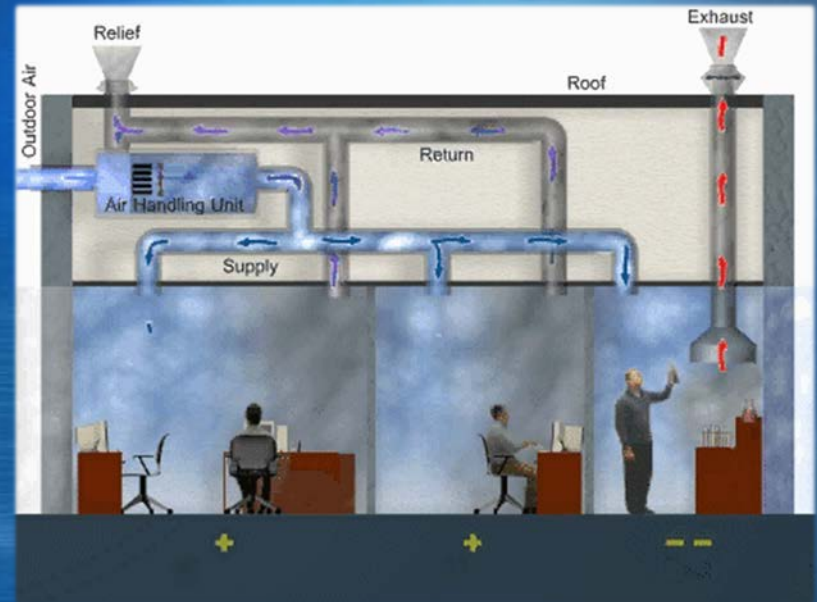 Relief
Exhaust
Outdoor Air
Roof
Return
Air Handling Unit
Supply
+
+
- -